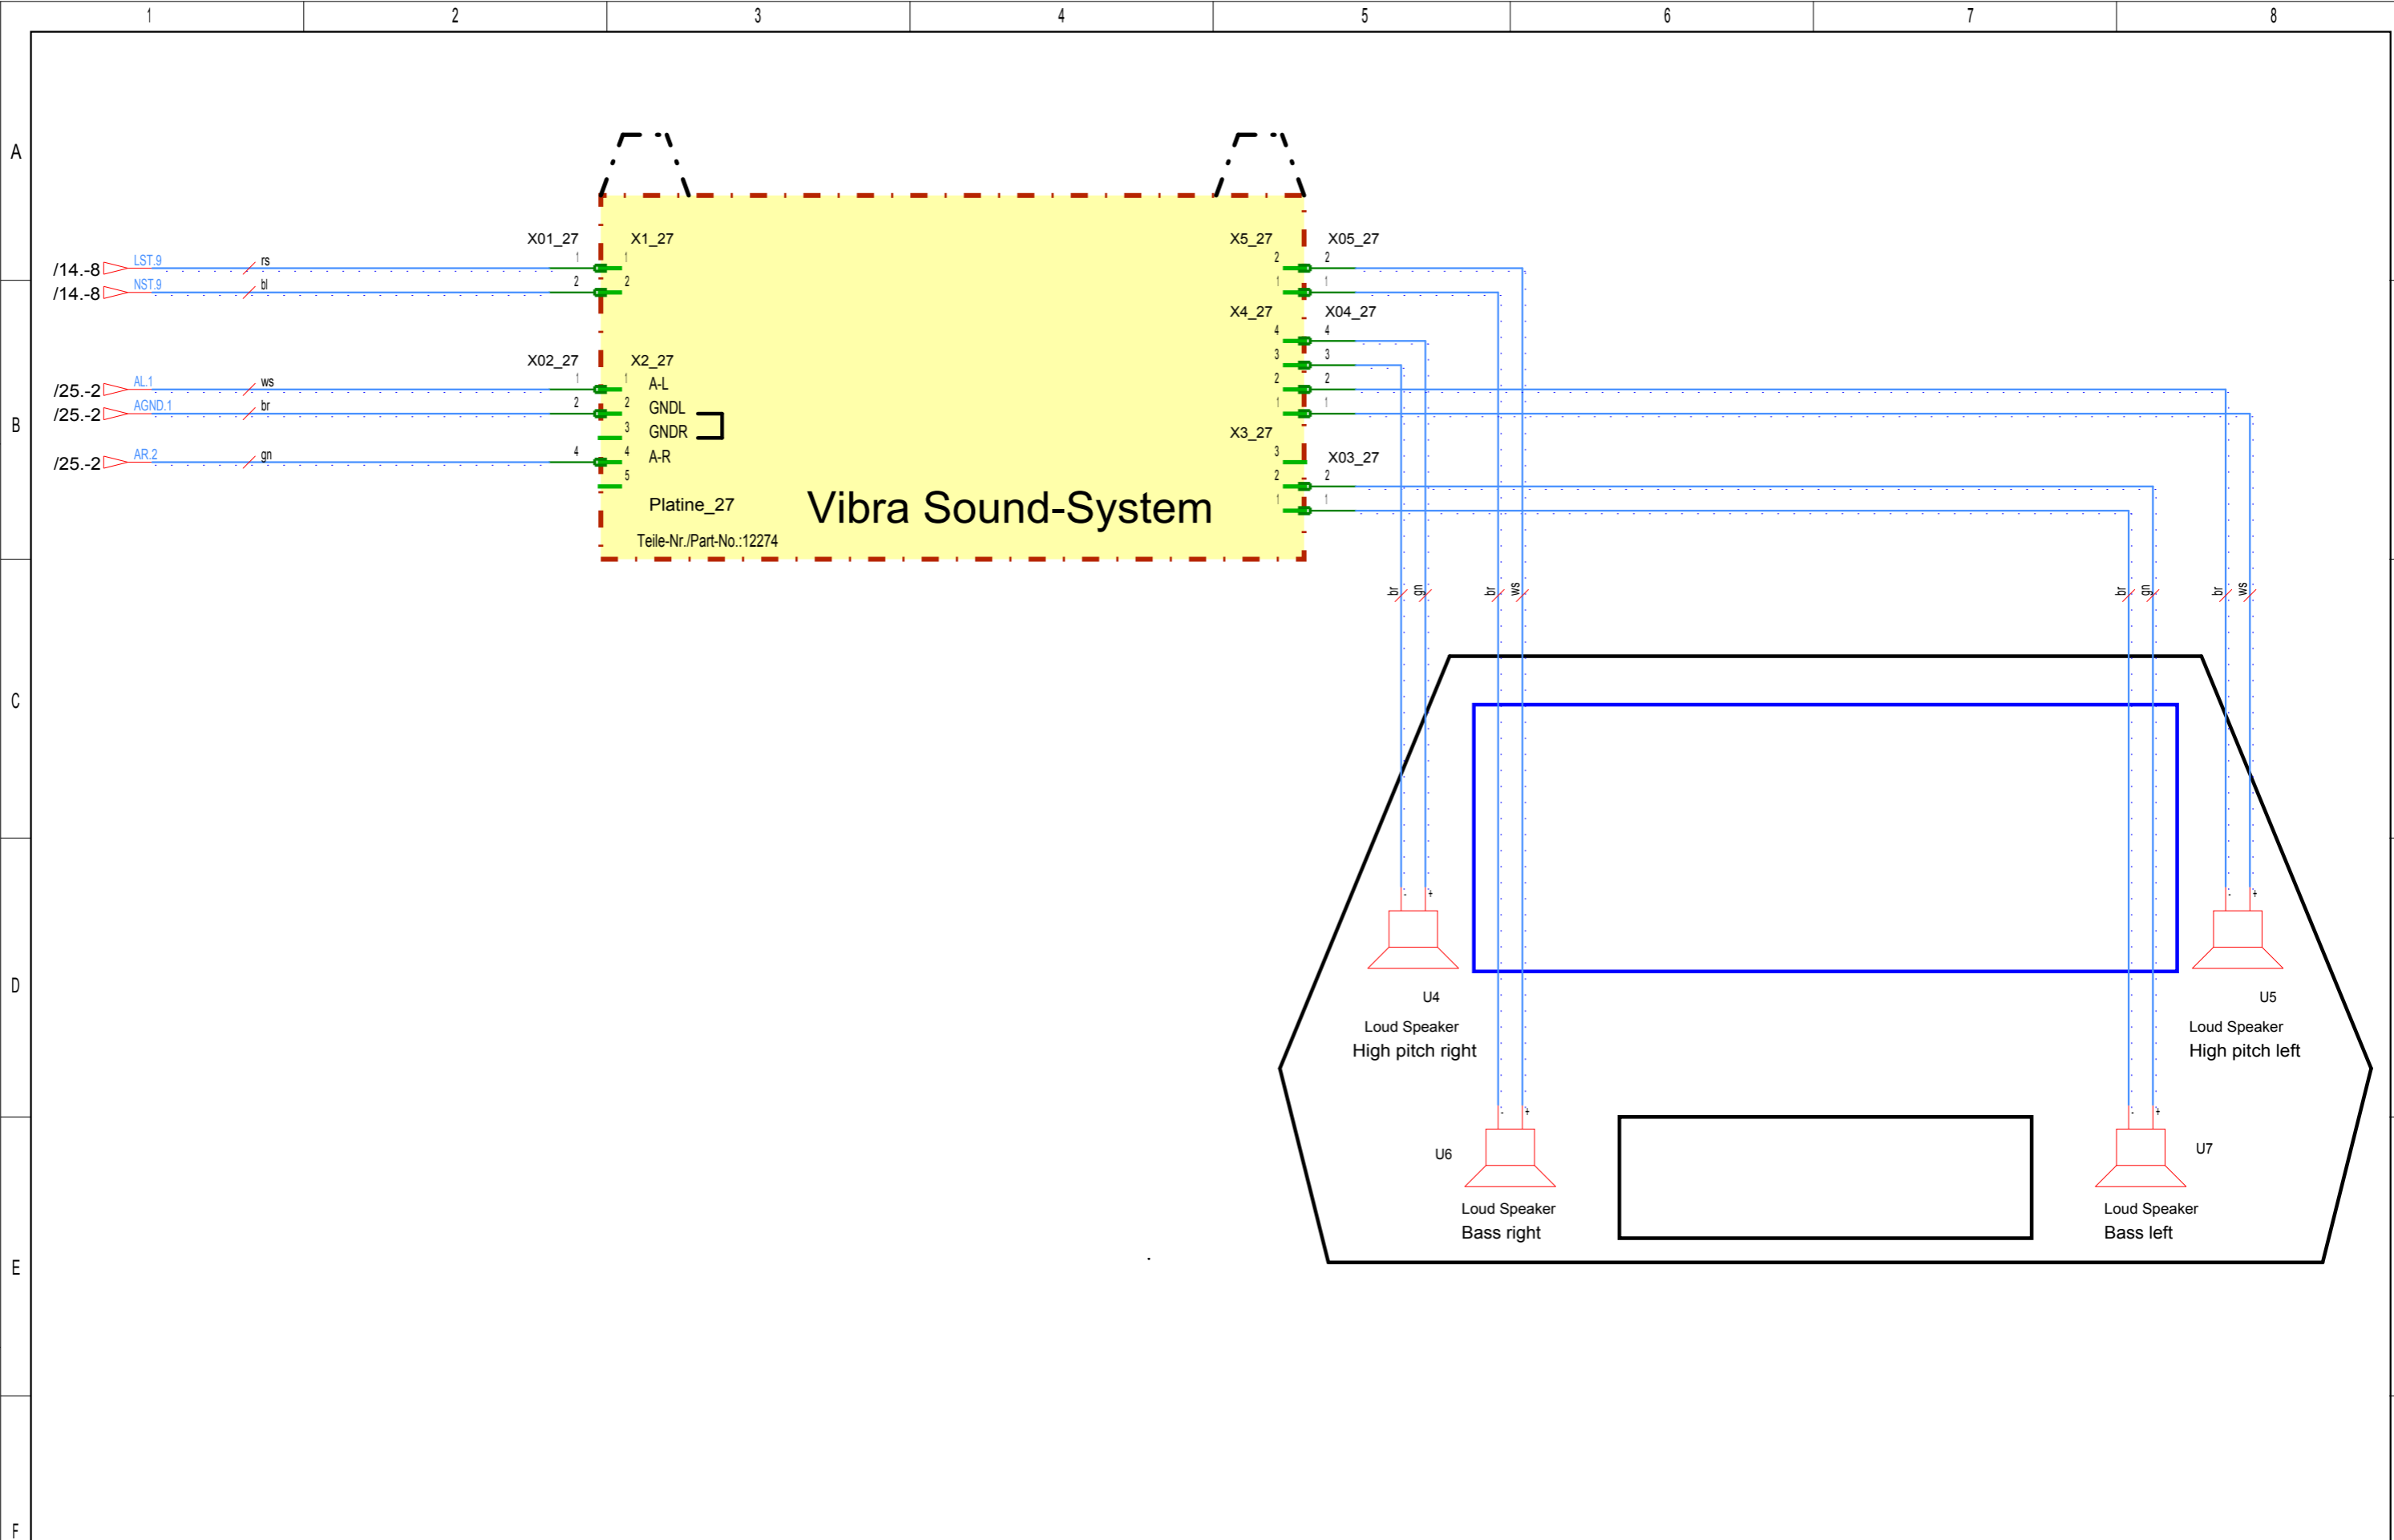 1 2 3 4 5 6 7 8
A
X01_27 X1_27 X5_27 X05_27
/14.-8 LST.9 rs 1 1 2 2
/14.-8 NST.9 bl 2 2 1 1
X4_27 X04_27
4 4
X02_27 X2_27 3 3
/25.-2 AL.1 ws 1 1 A-L 2 2
/25.-2 AGND.1 br 2 2 GNDL 1 1
B
3 GNDR X3_27
/25.-2 AR.2 gn 4 4 A-R 3 X03_27
5 2 2
Platine_27 Vibra Sound-System 1 1
Teile-Nr./Part-No.:12274
br gn br ws br gn br ws
C
- + - +
D
U4 U5
Loud Speaker Loud Speaker
High pitch right High pitch left
- + - +
U6 U7
Loud Speaker Loud Speaker
Bass right Bass left
E
F